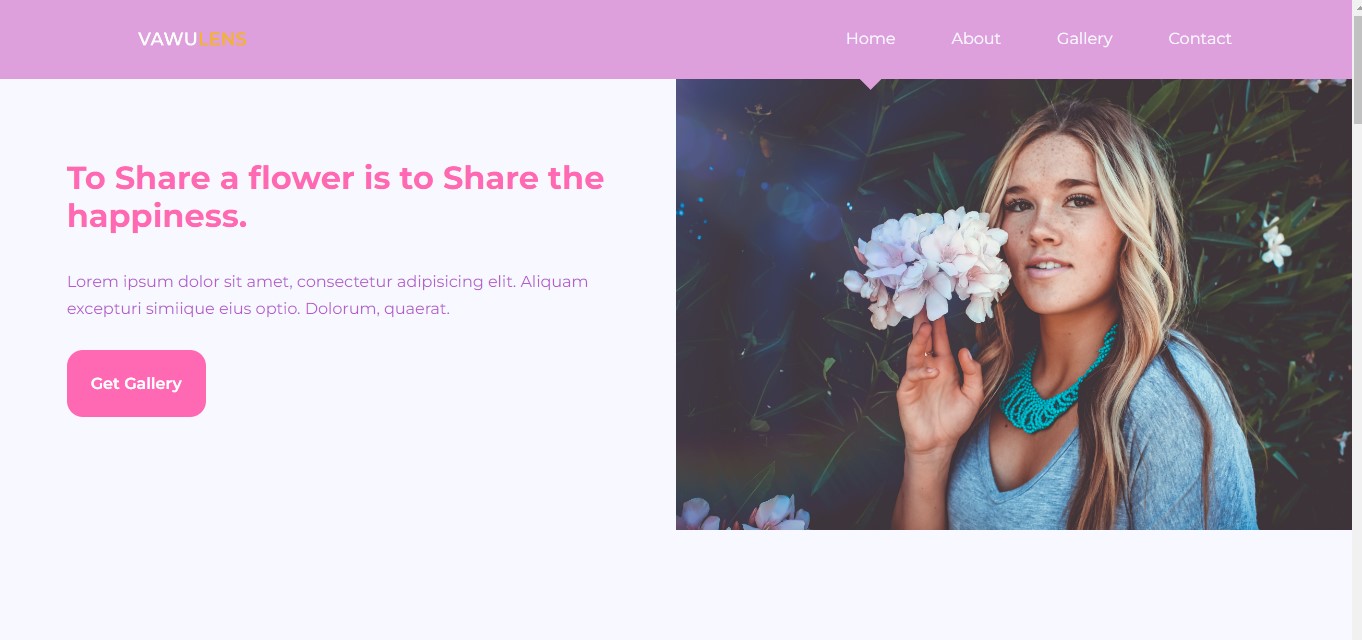 VAWULENS
Home
About
Gallery
Contact
To Share a flower is to Share the
happiness.
Lorem ipsum dolor sit amet, consectetur adipisicing elit. Aliquam
excepturi simiique eius optio. Dolorum, quaerat.
Get Gallery